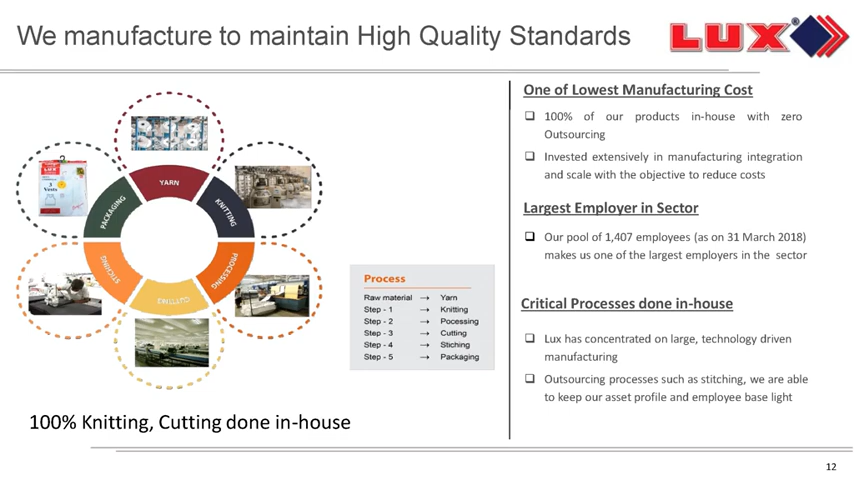 We manufacture to maintain High Quality Standards
LUX®
YARN
KNITTING
PROCESSING
CUTTING
STICHING
PACKAGING
LUX
3
Vests
Process
Raw material → Yarn
Step - 1 → Knitting
Step - 2 → Pocessing
Step - 3 → Cutting
Step - 4 → Stiching
Step - 5 → Packaging
100% Knitting, Cutting done in-house
One of Lowest Manufacturing Cost
❑ 100% of our products in-house with zero
Outsourcing
❑ Invested extensively in manufacturing integration
and scale with the objective to reduce costs
Largest Employer in Sector
❑ Our pool of 1,407 employees (as on 31 March 2018)
makes us one of the largest employers in the sector
Critical Processes done in-house
❑ Lux has concentrated on large, technology driven
manufacturing
❑ Outsourcing processes such as stitching, we are able
to keep our asset profile and employee base light
12